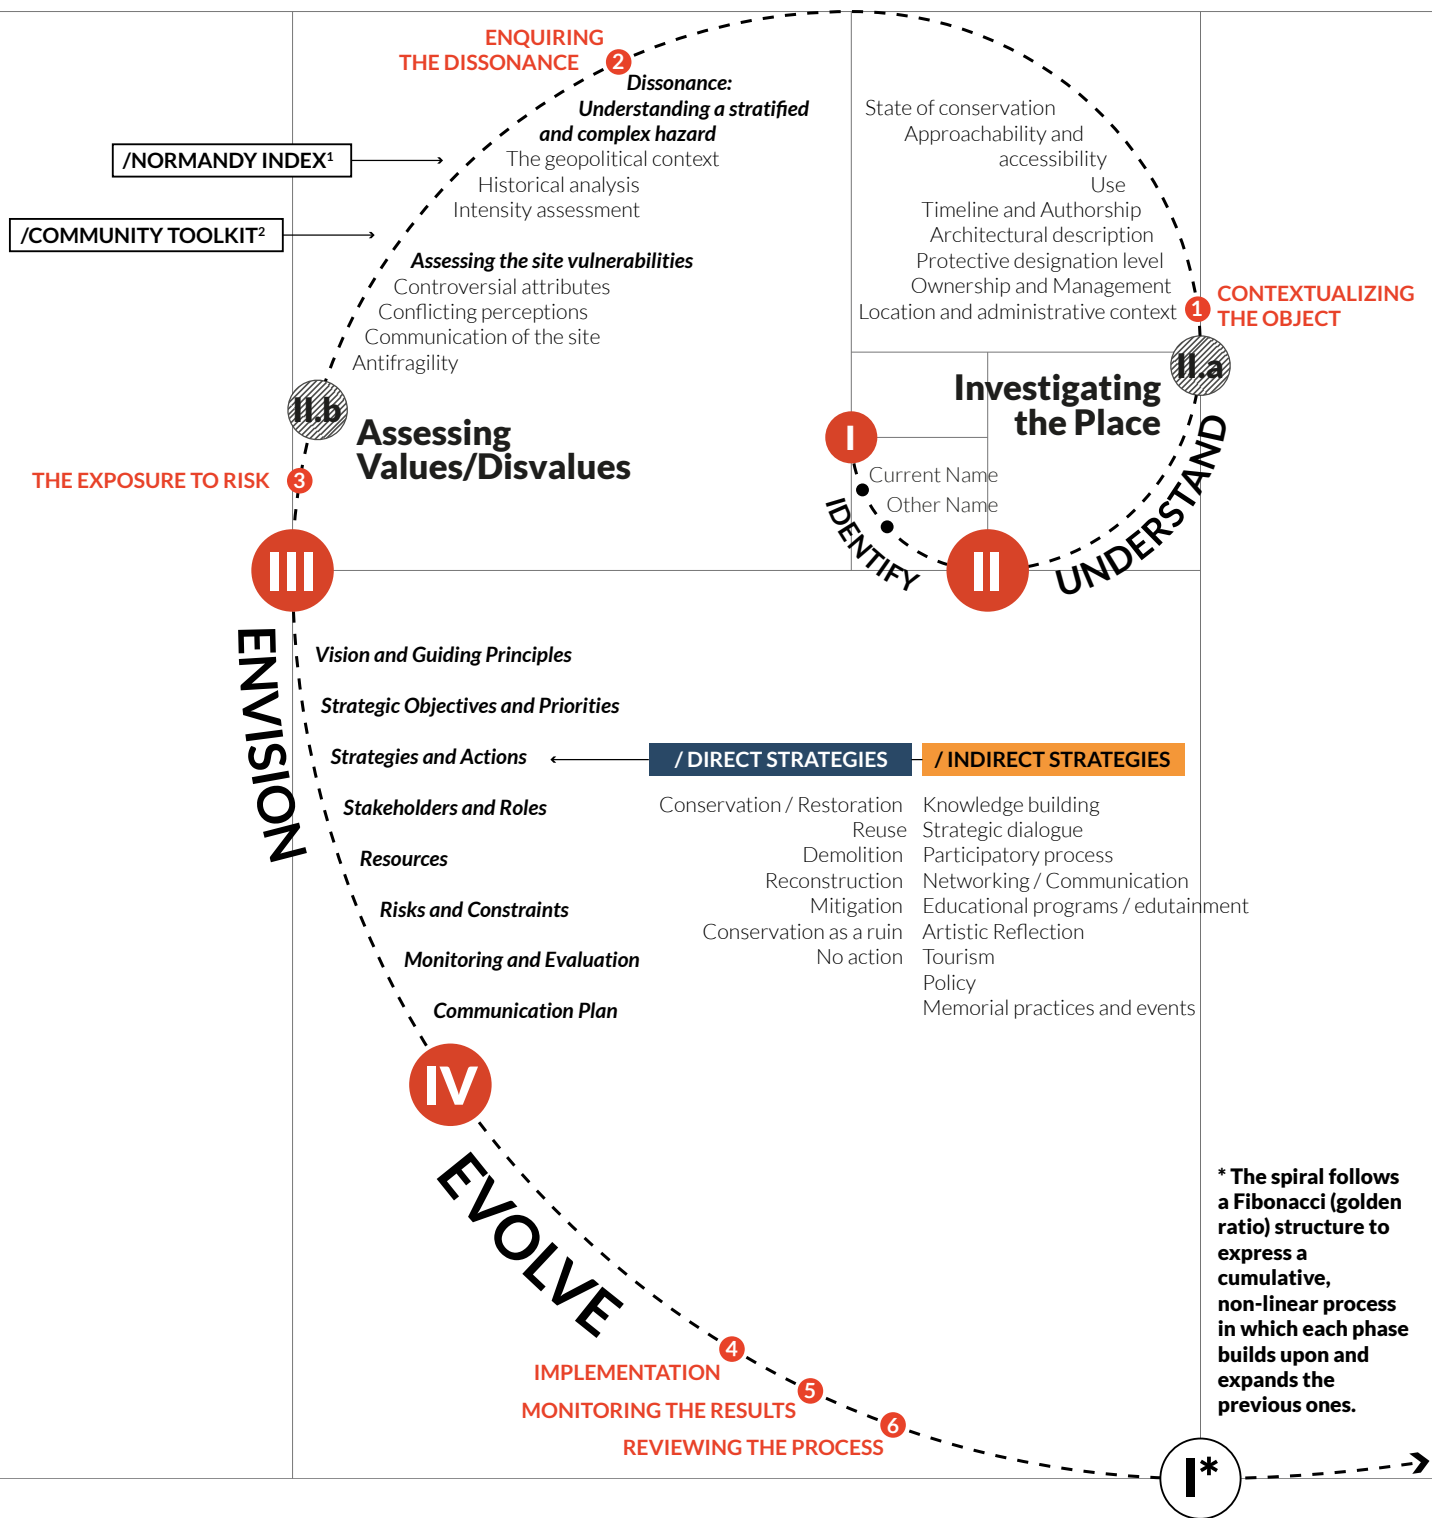 ENQUIRING
THE DISSONANCE
2
Dissonance:
Understanding a stratified
and complex hazard
The geopolitical context
Historical analysis
Intensity assessment
/NORMANDY INDEX¹
/COMMUNITY TOOLKIT²
Assessing the site vulnerabilities
Controversial attributes
Conflicting perceptions
Communication of the site
Antifragility
II.b
Assessing
Values/Disvalues
THE EXPOSURE TO RISK
3
State of conservation
Approachability and
accessibility
Use
Timeline and Authorship
Architectural description
Protective designation level
Ownership and Management
Location and administrative context
1
CONTEXTUALIZING
THE OBJECT
II.a
Investigating
the Place
I
Current Name
Other Name
IDENTIFY
II
UNDERSTAND
III
ENVISION
Vision and Guiding Principles
Strategic Objectives and Priorities
Strategies and Actions
Stakeholders and Roles
Resources
Risks and Constraints
Monitoring and Evaluation
Communication Plan
/ DIRECT STRATEGIES
Conservation / Restoration
Reuse
Demolition
Reconstruction
Mitigation
Conservation as a ruin
No action
/ INDIRECT STRATEGIES
Knowledge building
Strategic dialogue
Participatory process
Networking / Communication
Educational programs / edutainment
Artistic Reflection
Tourism
Policy
Memorial practices and events
IV
EVOLVE
4
IMPLEMENTATION
5
MONITORING THE RESULTS
6
REVIEWING THE PROCESS
I*
* The spiral follows
a Fibonacci (golden
ratio) structure to
express a
cumulative,
non-linear process
in which each phase
builds upon and
expands the
previous ones.